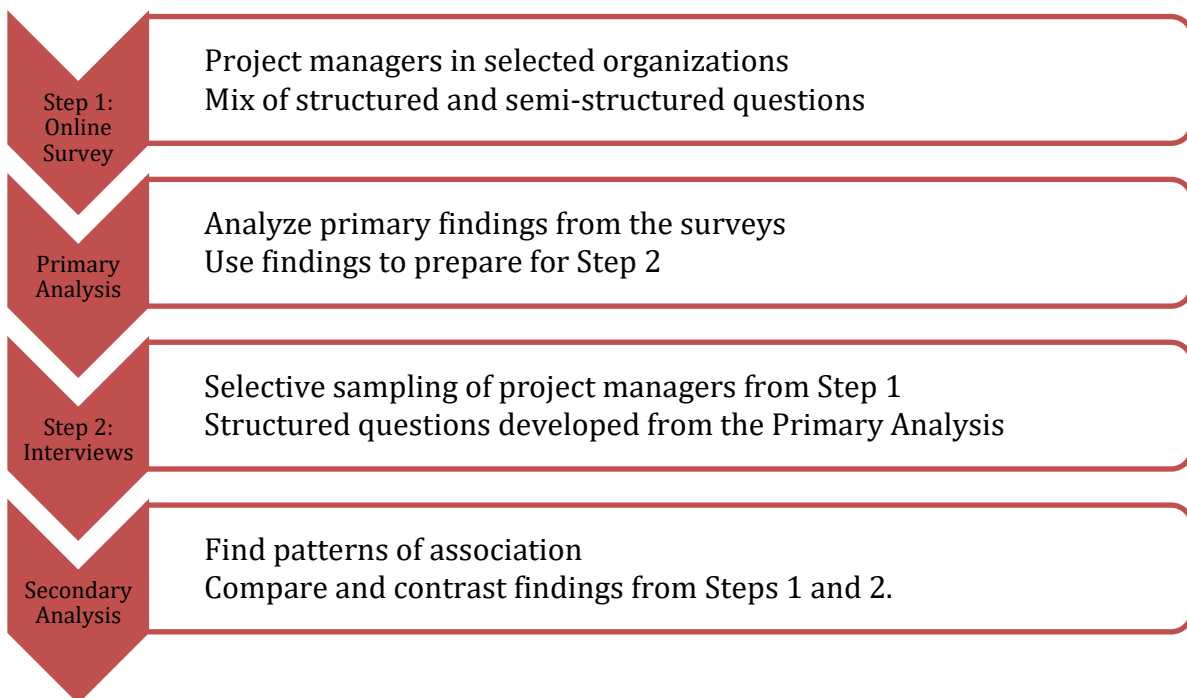 Step 1:
Online
Survey
Project managers in selected organizations
Mix of structured and semi-structured questions
Primary
Analysis
Analyze primary findings from the surveys
Use findings to prepare for Step 2
Step 2:
Interviews
Selective sampling of project managers from Step 1
Structured questions developed from the Primary Analysis
Secondary
Analysis
Find patterns of association
Compare and contrast findings from Steps 1 and 2.